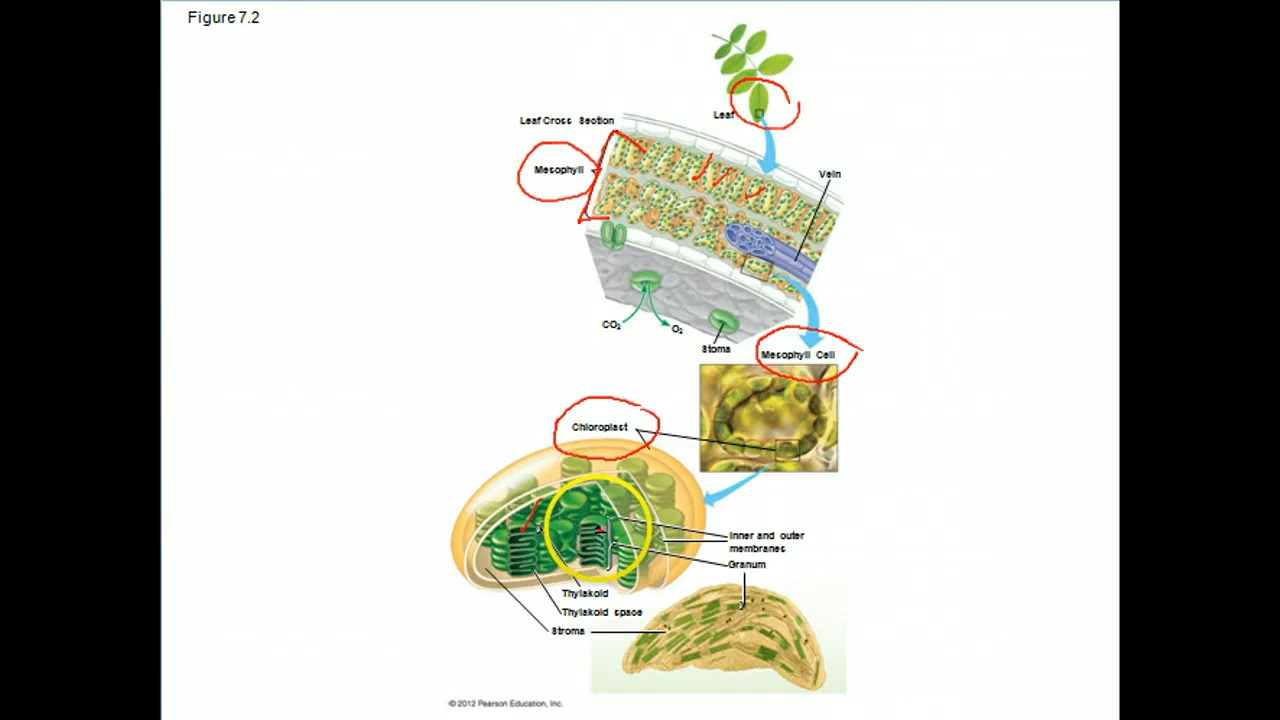 Figure 7.2
Leaf
Leaf Cross Section
Mesophyll
Vein
CO₂
O₂
Stoma
Mesophyll Cell
Chloroplast
Inner and outer
membranes
Granum
Thylakoid
Thylakoid space
Stroma
© 2012 Pearson Education, Inc.